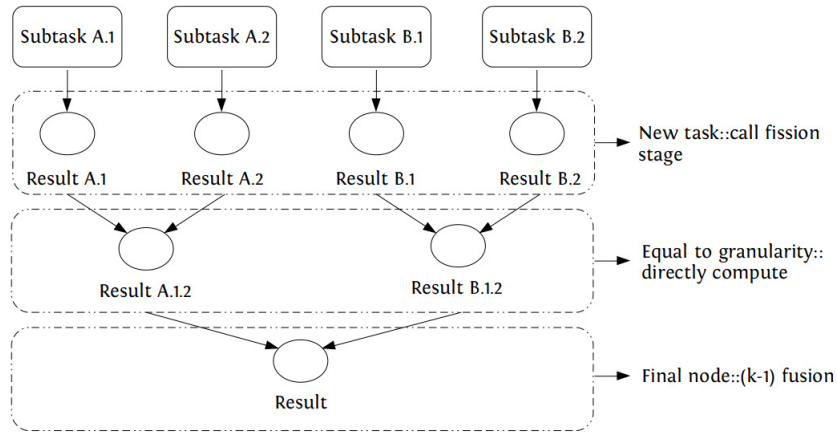 Subtask A.1
Subtask A.2
Subtask B.1
Subtask B.2
Result A.1
Result A.2
Result B.1
Result B.2
New task::call fission
stage
Result A.1.2
Result B.1.2
Equal to granularity::
directly compute
Result
Final node::(k-1) fusion